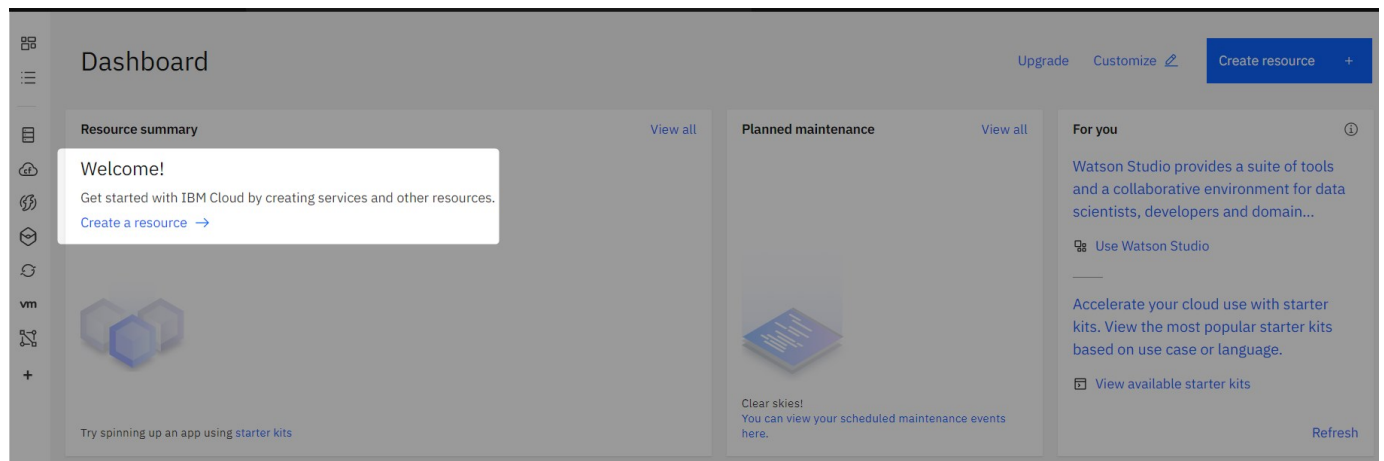 Dashboard
Upgrade
Customize
Create resource +
Resource summary
View all
Welcome!
Get started with IBM Cloud by creating services and other resources.
Create a resource →
Try spinning up an app using starter kits
Planned maintenance
View all
Clear skies!
You can view your scheduled maintenance events
here.
For you
Watson Studio provides a suite of tools
and a collaborative environment for data
scientists, developers and domain...
Use Watson Studio
Accelerate your cloud use with starter
kits. View the most popular starter kits
based on use case or language.
View available starter kits
Refresh
cf
vm
+